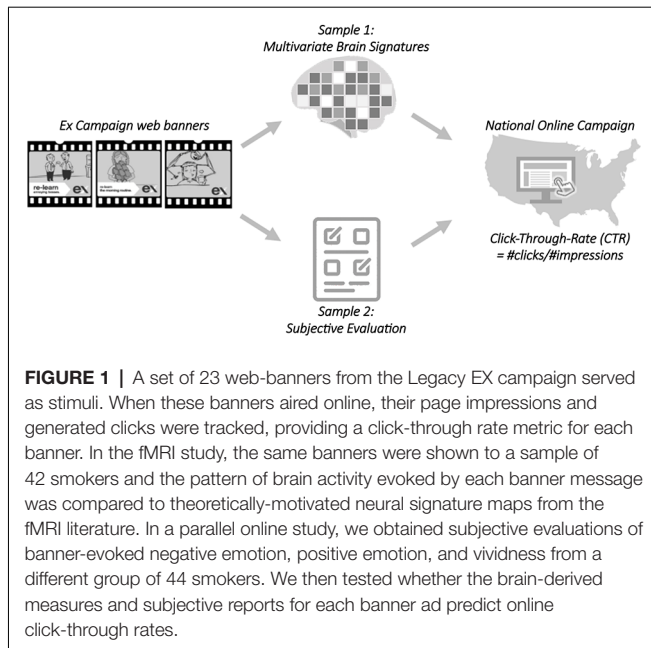 Sample 1:
Multivariate Brain Signatures
Ex Campaign web banners
re-learn
ex
re-learn
the morning routine
ex
ex
National Online Campaign
Click-Through-Rate (CTR)
= #clicks/#impressions
Sample 2:
Subjective Evaluation
FIGURE 1 | A set of 23 web-banners from the Legacy EX campaign served
as stimuli. When these banners aired online, their page impressions and
generated clicks were tracked, providing a click-through rate metric for each
banner. In the fMRI study, the same banners were shown to a sample of
42 smokers and the pattern of brain activity evoked by each banner message
was compared to theoretically-motivated neural signature maps from the
fMRI literature. In a parallel online study, we obtained subjective evaluations of
banner-evoked negative emotion, positive emotion, and vividness from a
different group of 44 smokers. We then tested whether the brain-derived
measures and subjective reports for each banner ad predict online
click-through rates.